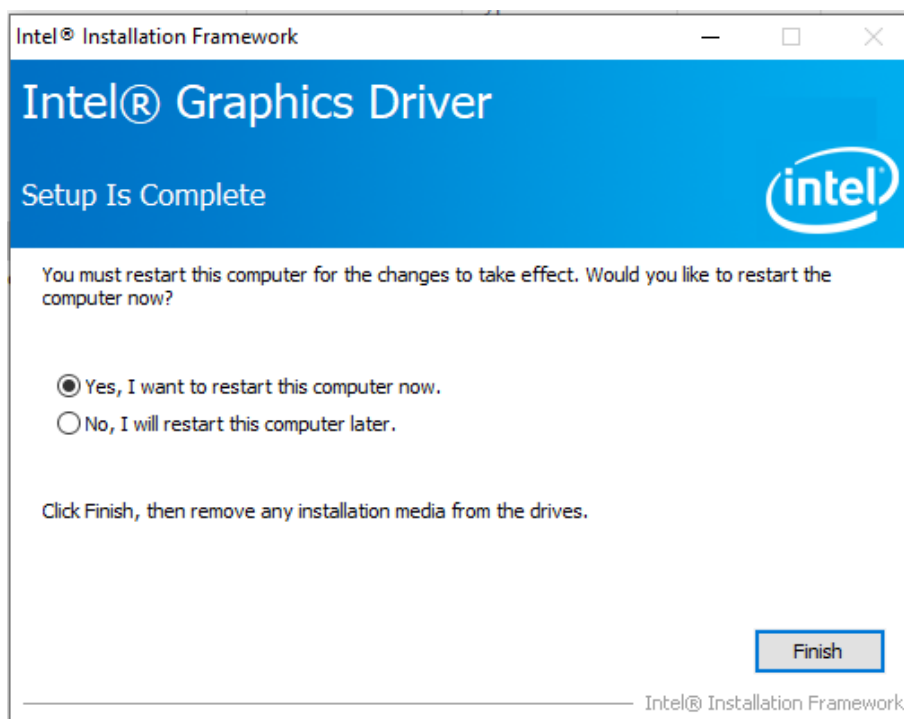 Intel® Installation Framework
Intel® Graphics Driver
Setup Is Complete
intel®
You must restart this computer for the changes to take effect. Would you like to restart the
computer now?
Yes, I want to restart this computer now.
No, I will restart this computer later.
Click Finish, then remove any installation media from the drives.
Finish
Intel® Installation Framework